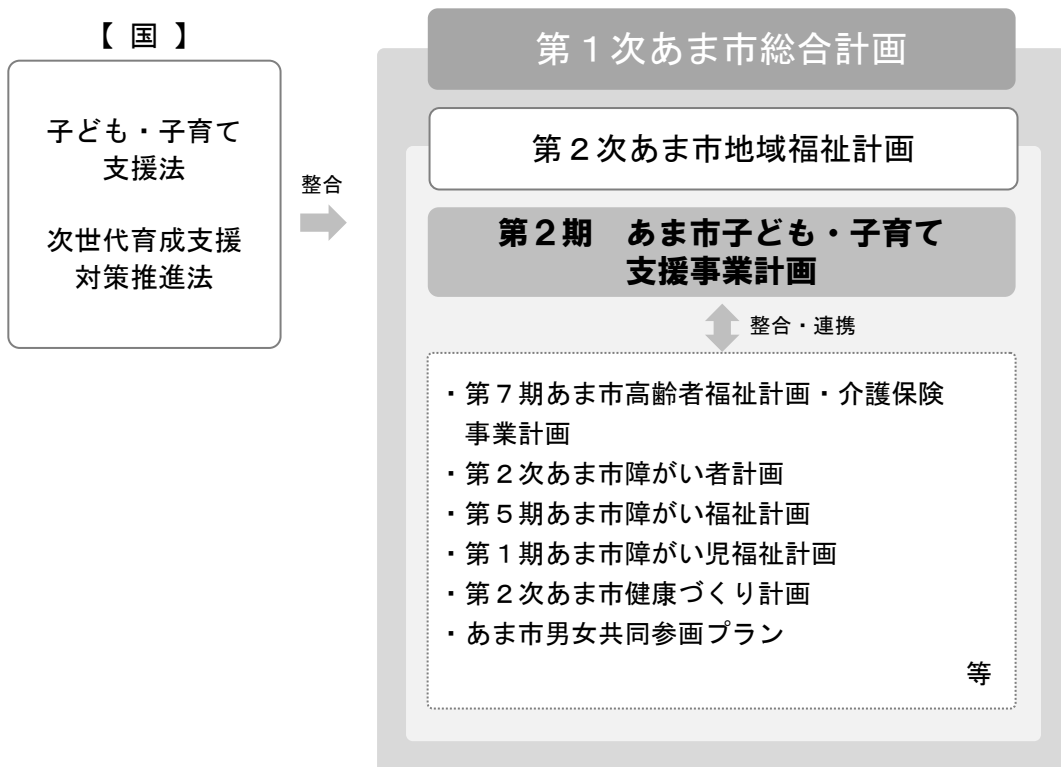 【 国 】
子ども・子育て
支援法
次世代育成支援
対策推進法
整合
第1次あま市総合計画
第2次あま市地域福祉計画
第2期　あま市子ども・子育て
支援事業計画
整合・連携
・第7期あま市高齢者福祉計画・介護保険
事業計画
・第2次あま市障がい者計画
・第5期あま市障がい福祉計画
・第1期あま市障がい児福祉計画
・第2次あま市健康づくり計画
・あま市男女共同参画プラン
等